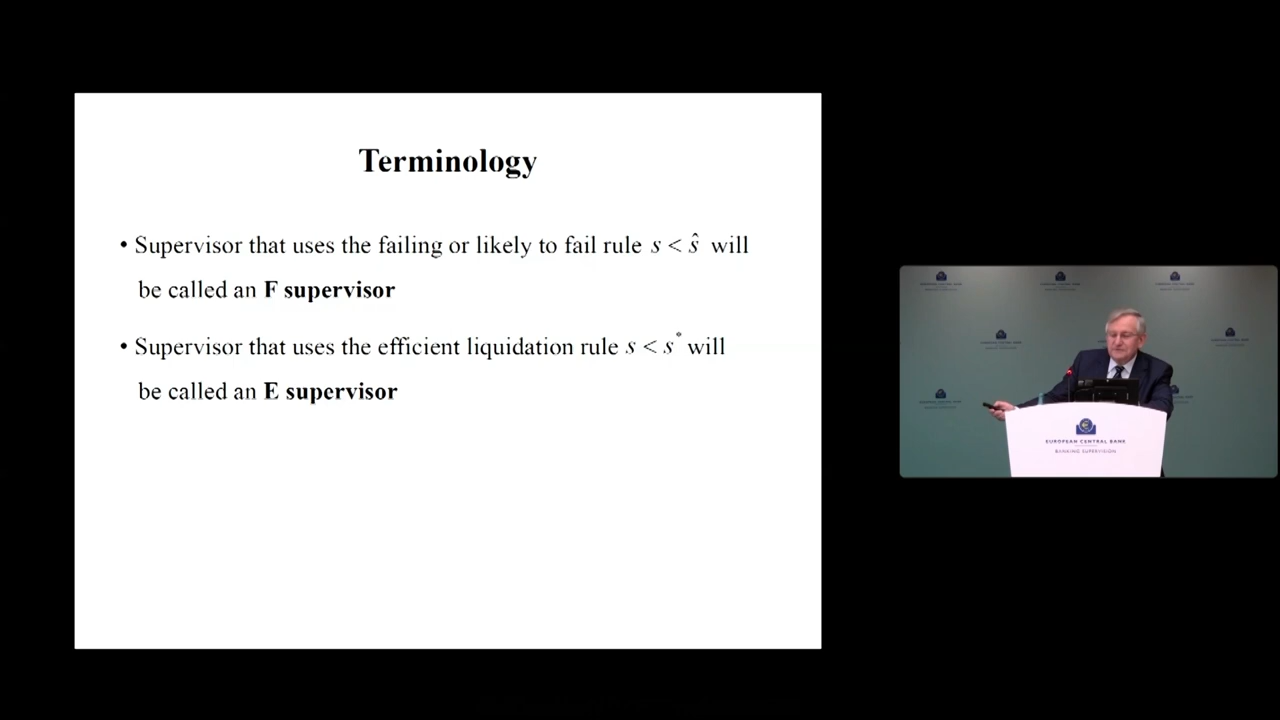 Terminology
• Supervisor that uses the failing or likely to fail rule s < ŝ will
be called an F supervisor
• Supervisor that uses the efficient liquidation rule s < s* will
be called an E supervisor
EUROPEAN CENTRAL BANK
BANKING SUPERVISION